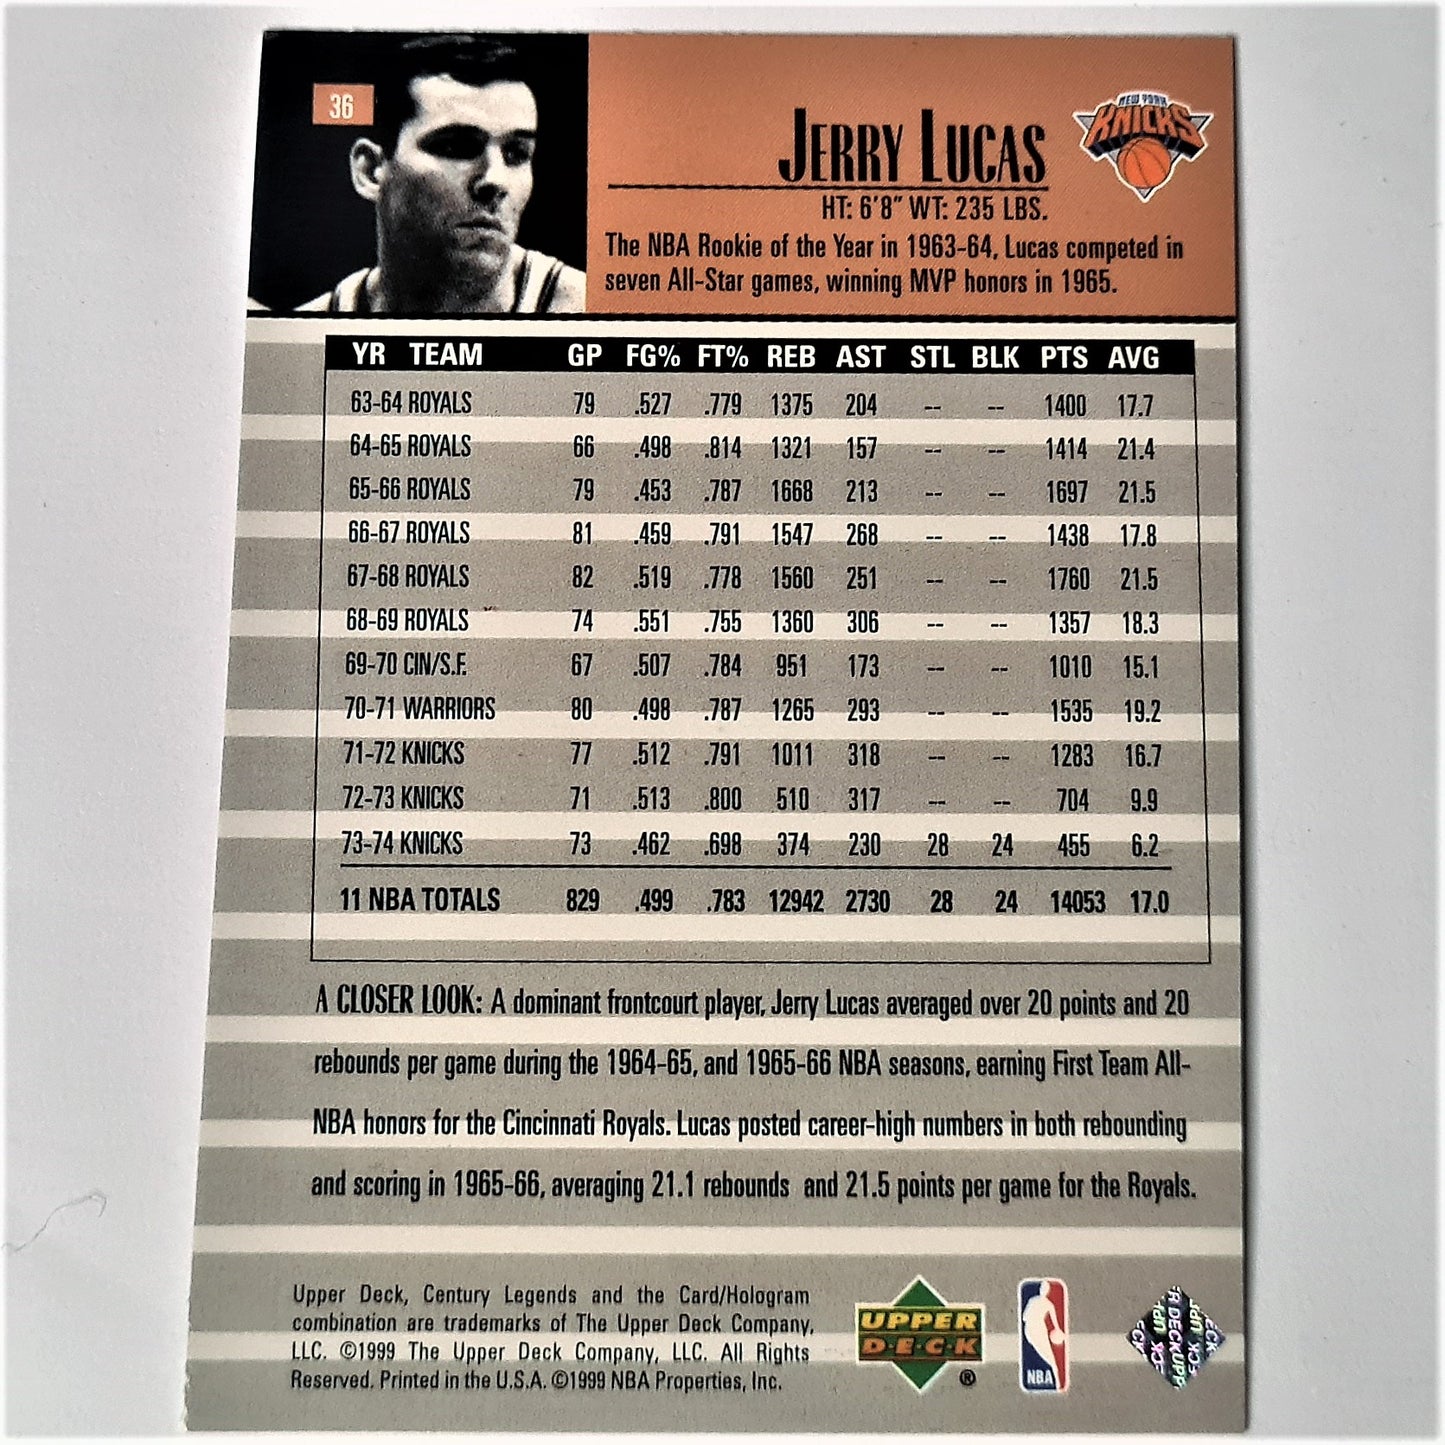 36
JERRY LUCAS
NEW YORK
KNICKS
HT: 6'8" WT: 235 LBS.
The NBA Rookie of the Year in 1963-64, Lucas competed in
seven All-Star games, winning MVP honors in 1965.
YR TEAM GP FG% FT% REB AST STL BLK PTS AVG
63-64 ROYALS 79 .527 .779 1375 204 -- -- 1400 17.7
64-65 ROYALS 66 .498 .814 1321 157 -- -- 1414 21.4
65-66 ROYALS 79 .453 .787 1668 213 -- -- 1697 21.5
66-67 ROYALS 81 .459 .791 1547 268 -- -- 1438 17.8
67-68 ROYALS 82 .519 .778 1560 251 -- -- 1760 21.5
68-69 ROYALS 74 .551 .755 1360 306 -- -- 1357 18.3
69-70 CIN/S.F. 67 .507 .784 951 173 -- -- 1010 15.1
70-71 WARRIORS 80 .498 .787 1265 293 -- -- 1535 19.2
71-72 KNICKS 77 .512 .791 1011 318 -- -- 1283 16.7
72-73 KNICKS 71 .513 .800 510 317 -- -- 704 9.9
73-74 KNICKS 73 .462 .698 374 230 28 24 455 6.2
11 NBA TOTALS 829 .499 .783 12942 2730 28 24 14053 17.0
A CLOSER LOOK: A dominant frontcourt player, Jerry Lucas averaged over 20 points and 20
rebounds per game during the 1964-65, and 1965-66 NBA seasons, earning First Team All-
NBA honors for the Cincinnati Royals. Lucas posted career-high numbers in both rebounding
and scoring in 1965-66, averaging 21.1 rebounds and 21.5 points per game for the Royals.
Upper Deck, Century Legends and the Card/Hologram
combination are trademarks of The Upper Deck Company,
LLC. ©1999 The Upper Deck Company, LLC. All Rights
Reserved. Printed in the U.S.A. ©1999 NBA Properties, Inc.
UPPER
DECK
®
NBA